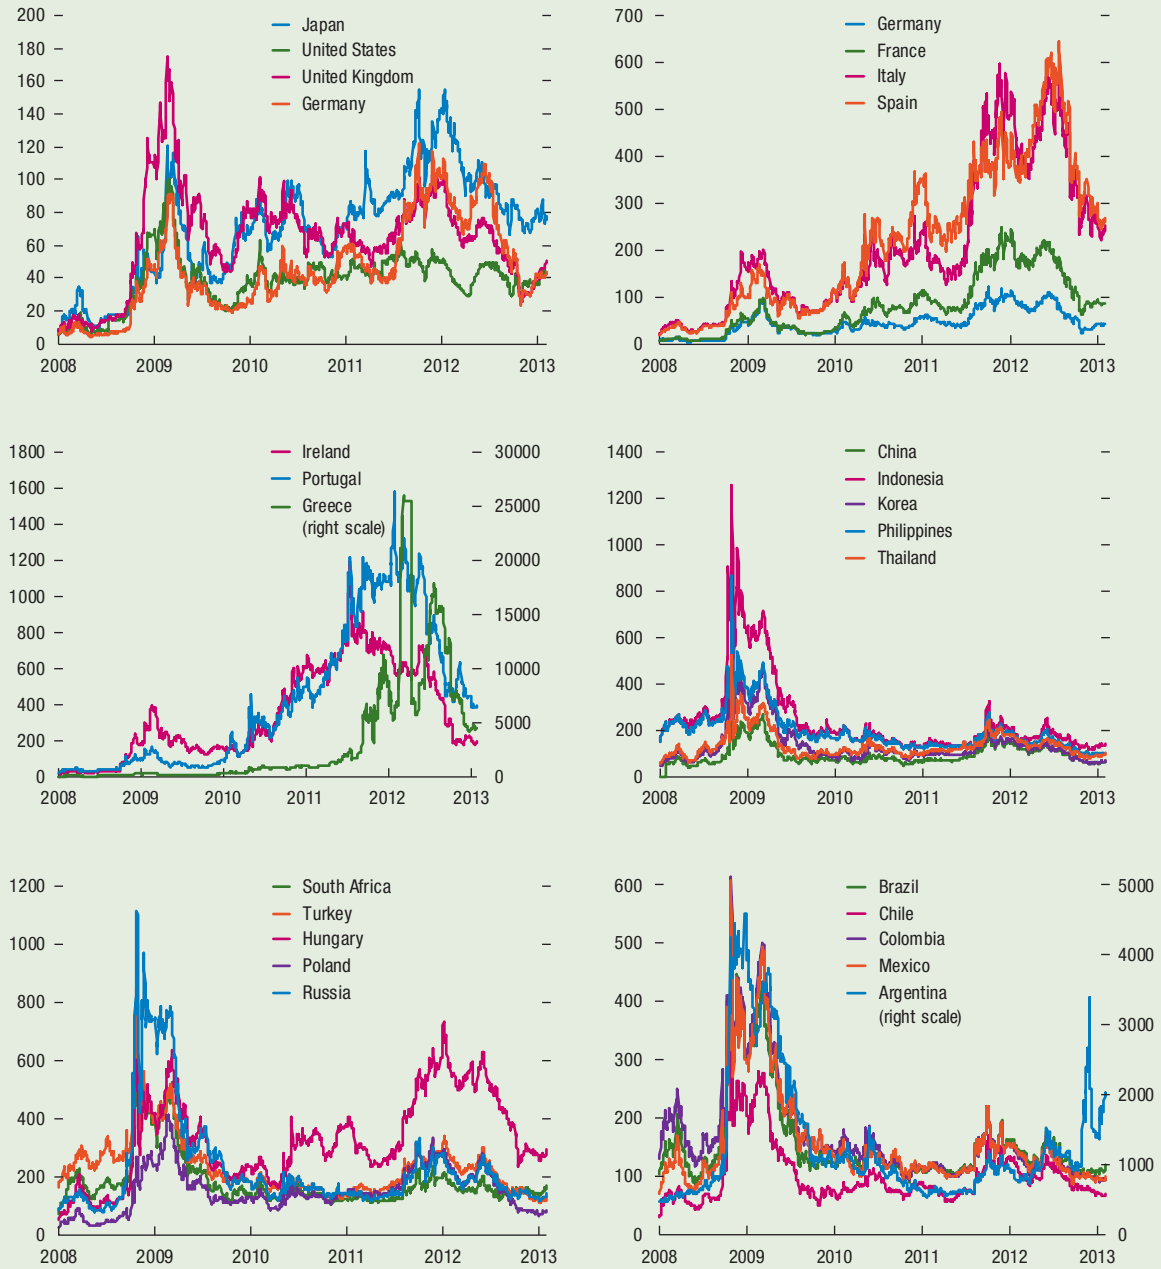 200
180
160
140
120
100
80
60
40
20
0
Japan
United States
United Kingdom
Germany
2008 2009 2010 2011 2012 2013
700
600
500
400
300
200
100
0
Germany
France
Italy
Spain
2008 2009 2010 2011 2012 2013
1800
1600
1400
1200
1000
800
600
400
200
0
Ireland
Portugal
Greece
(right scale)
30000
25000
20000
15000
10000
5000
0
2008 2009 2010 2011 2012 2013
1400
1200
1000
800
600
400
200
0
China
Indonesia
Korea
Philippines
Thailand
2008 2009 2010 2011 2012 2013
1200
1000
800
600
400
200
0
South Africa
Turkey
Hungary
Poland
Russia
2008 2009 2010 2011 2012 2013
600
500
400
300
200
100
0
Brazil
Chile
Colombia
Mexico
Argentina
(right scale)
5000
4000
3000
2000
1000
0
2008 2009 2010 2011 2012 2013